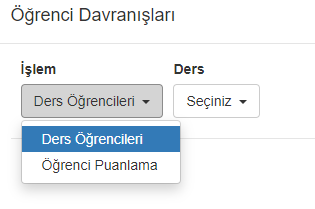 Öğrenci Davranışları
İşlem Ders
Ders Öğrencileri Seçiniz
Ders Öğrencileri
Öğrenci Puanlama